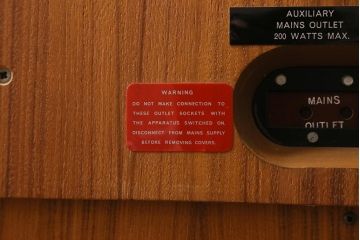 AUXILIARY
MAINS OUTLET
200 WATTS MAX.
WARNING
DO NOT MAKE CONNECTION TO
THESE OUTLET SOCKETS WITH
THE APPARATUS SWITCHED ON.
DISCONNECT FROM MAINS SUPPLY
BEFORE REMOVING COVERS.
MAINS
OUTLET